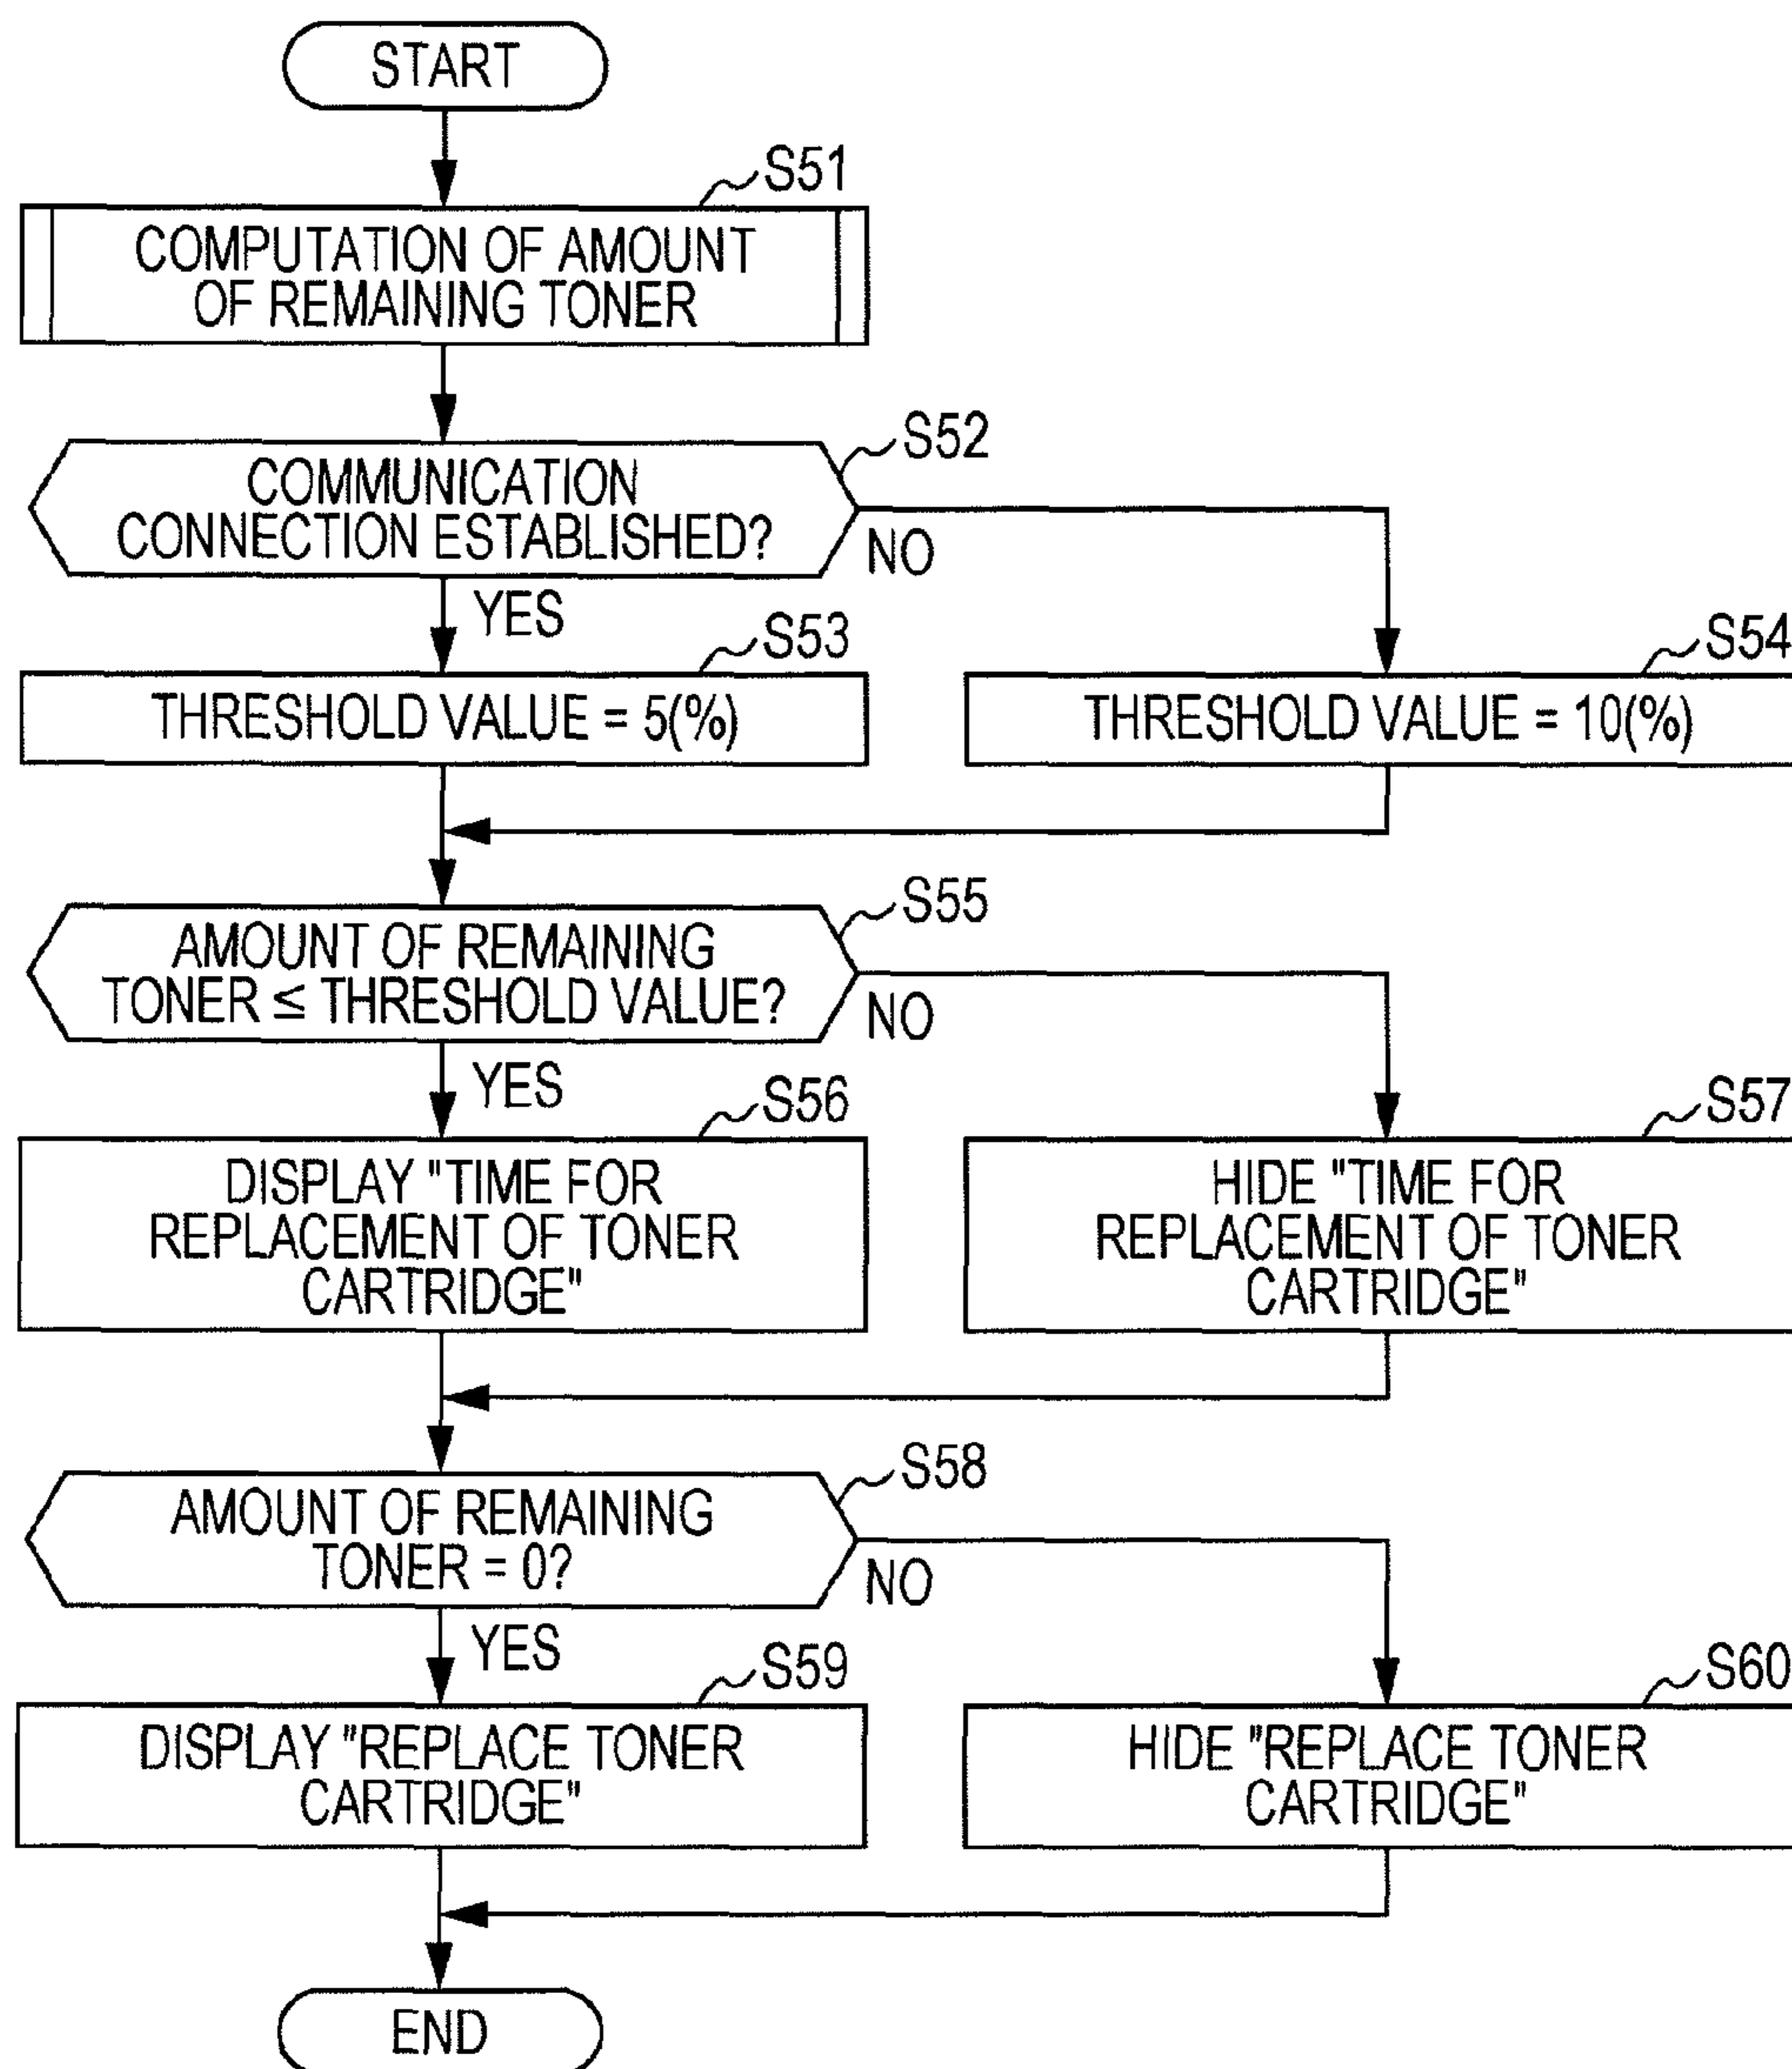 START
S51
COMPUTATION OF AMOUNT
OF REMAINING TONER
S52
COMMUNICATION
CONNECTION ESTABLISHED?
NO
YES
S53
THRESHOLD VALUE = 5(%)
S54
THRESHOLD VALUE = 10(%)
S55
AMOUNT OF REMAINING
TONER ≤ THRESHOLD VALUE?
NO
YES
S56
DISPLAY "TIME FOR
REPLACEMENT OF TONER
CARTRIDGE"
S57
HIDE "TIME FOR
REPLACEMENT OF TONER
CARTRIDGE"
S58
AMOUNT OF REMAINING
TONER = 0?
NO
YES
S59
DISPLAY "REPLACE TONER
CARTRIDGE"
S60
HIDE "REPLACE TONER
CARTRIDGE"
END